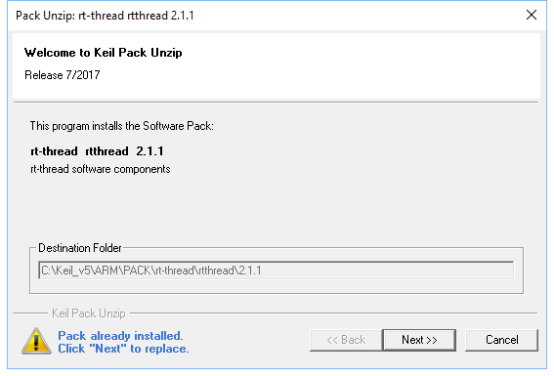 Pack Unzip: rt-thread rtthread 2.1.1
Welcome to Keil Pack Unzip
Release 7/2017
This program installs the Software Pack:
rt-thread rtthread 2.1.1
rt-thread software components
Destination Folder
C:\Keil_v5\ARM\PACK\rt-thread\rtthread\2.1.1
Keil Pack Unzip
Pack already installed.
Click "Next" to replace.
<< Back
Next >>
Cancel